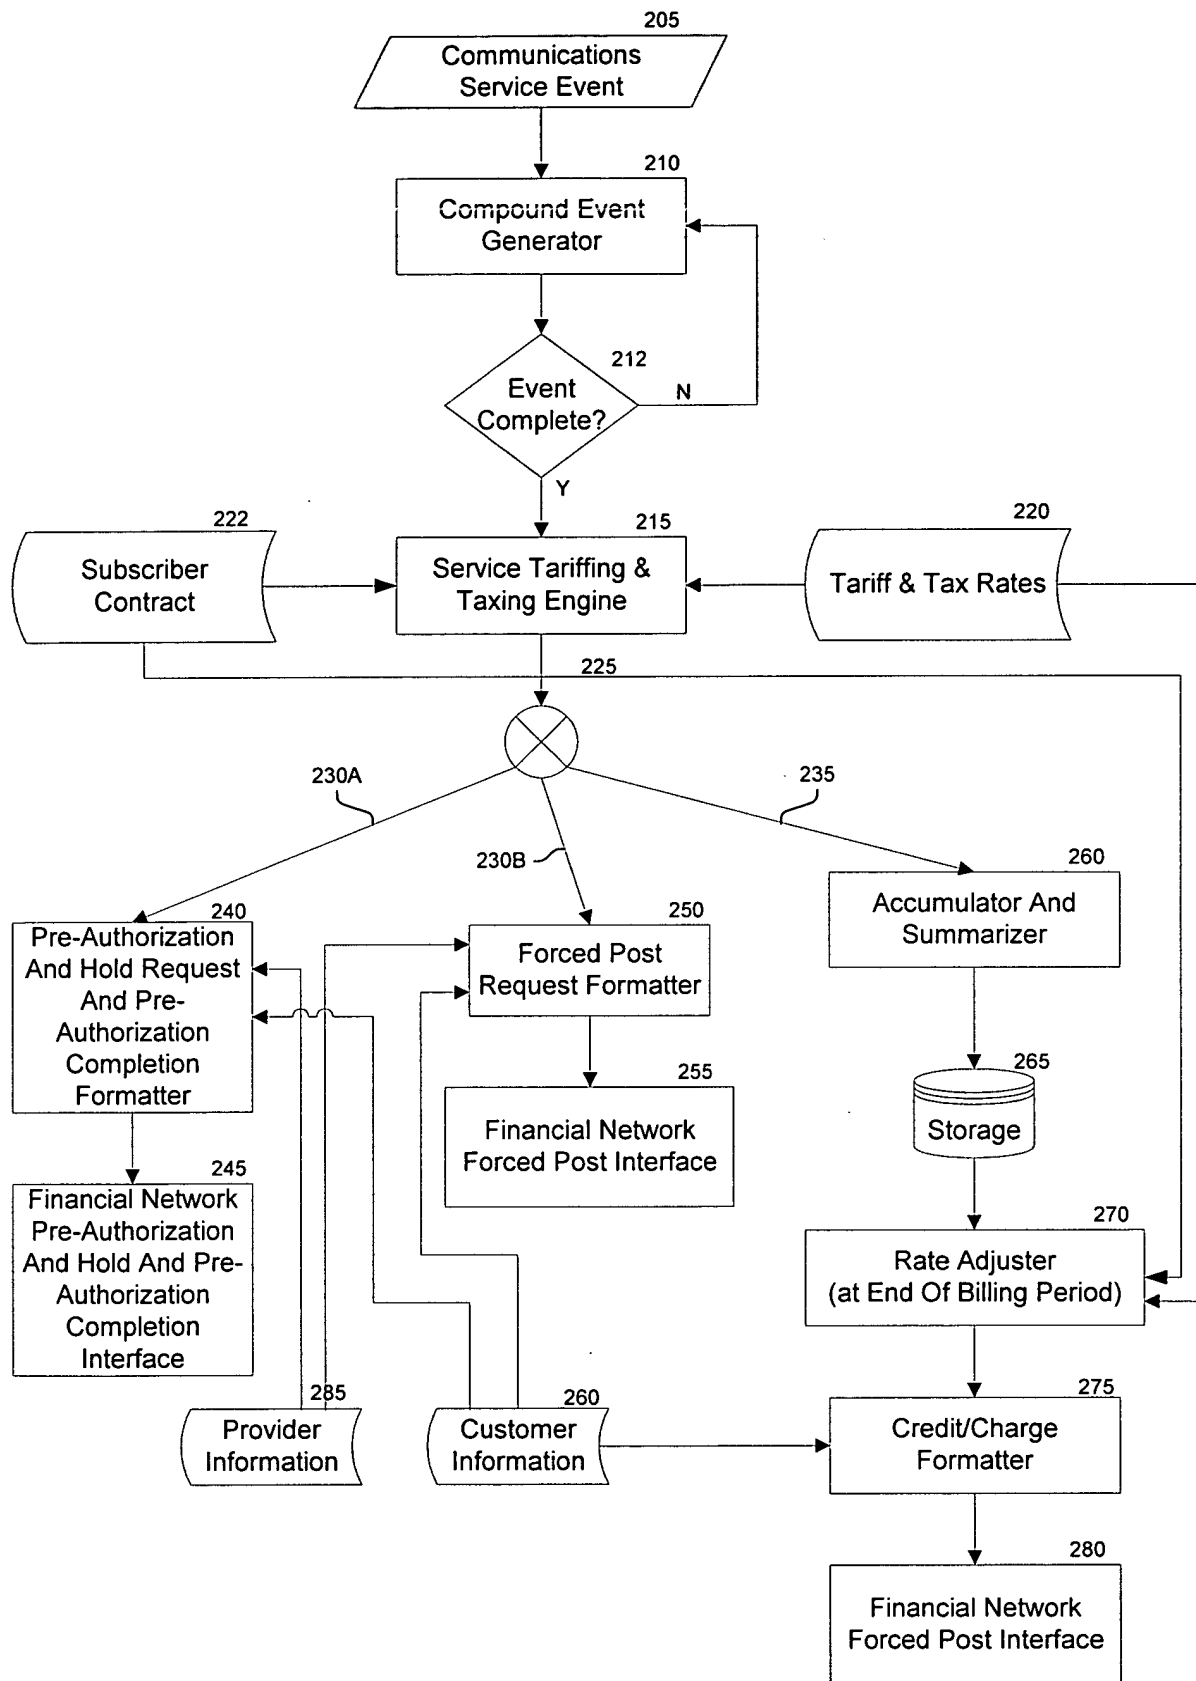 205
Communications
Service Event
210
Compound Event
Generator
212
Event
Complete?
N
Y
222
Subscriber
Contract
215
Service Tariffing &
Taxing Engine
220
Tariff & Tax Rates
225
230A
230B
235
240
Pre-Authorization
And Hold Request
And Pre-
Authorization
Completion
Formatter
250
Forced Post
Request Formatter
260
Accumulator And
Summarizer
255
Financial Network
Forced Post Interface
265
Storage
245
Financial Network
Pre-Authorization
And Hold And Pre-
Authorization
Completion
Interface
270
Rate Adjuster
(at End Of Billing Period)
285
Provider
Information
260
Customer
Information
275
Credit/Charge
Formatter
280
Financial Network
Forced Post Interface